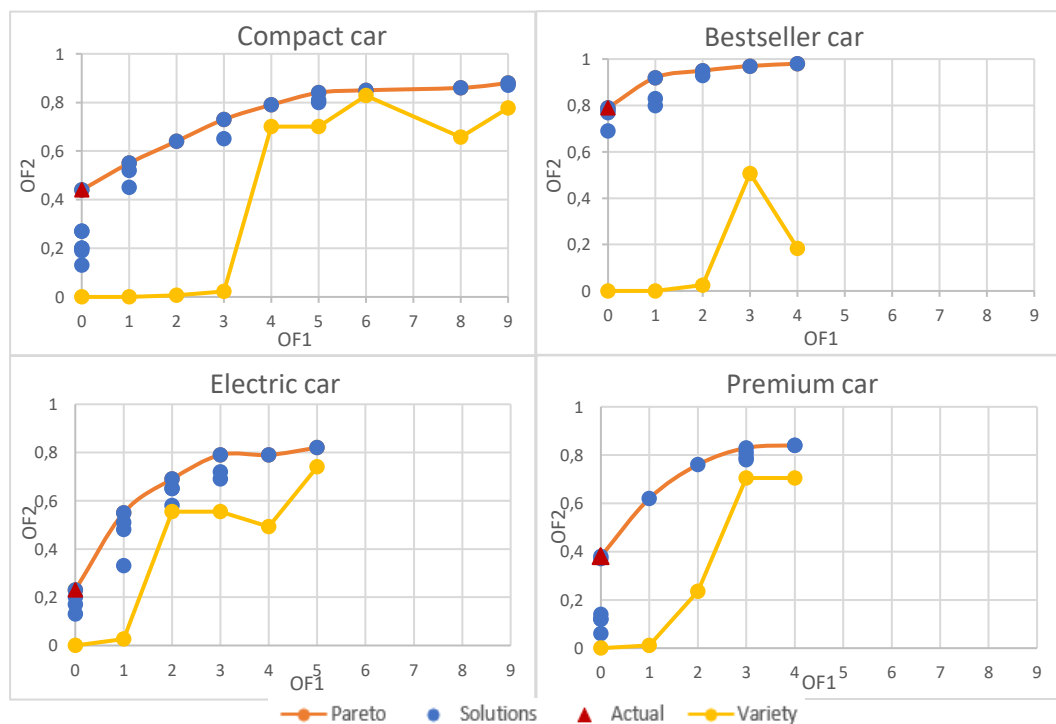 Compact car
1
0,8
0,6
0,4
0,2
0
OF2
0 1 2 3 4 5 6 7 8 9
OF1
Bestseller car
1
0,8
0,6
0,4
0,2
0
OF2
0 1 2 3 4 5 6 7 8 9
OF1
Electric car
1
0,8
0,6
0,4
0,2
0
OF2
0 1 2 3 4 5 6 7 8 9
OF1
Premium car
1
0,8
0,6
0,4
0,2
0
OF2
0 1 2 3 4 5 6 7 8 9
OF1
Pareto Solutions Actual Variety